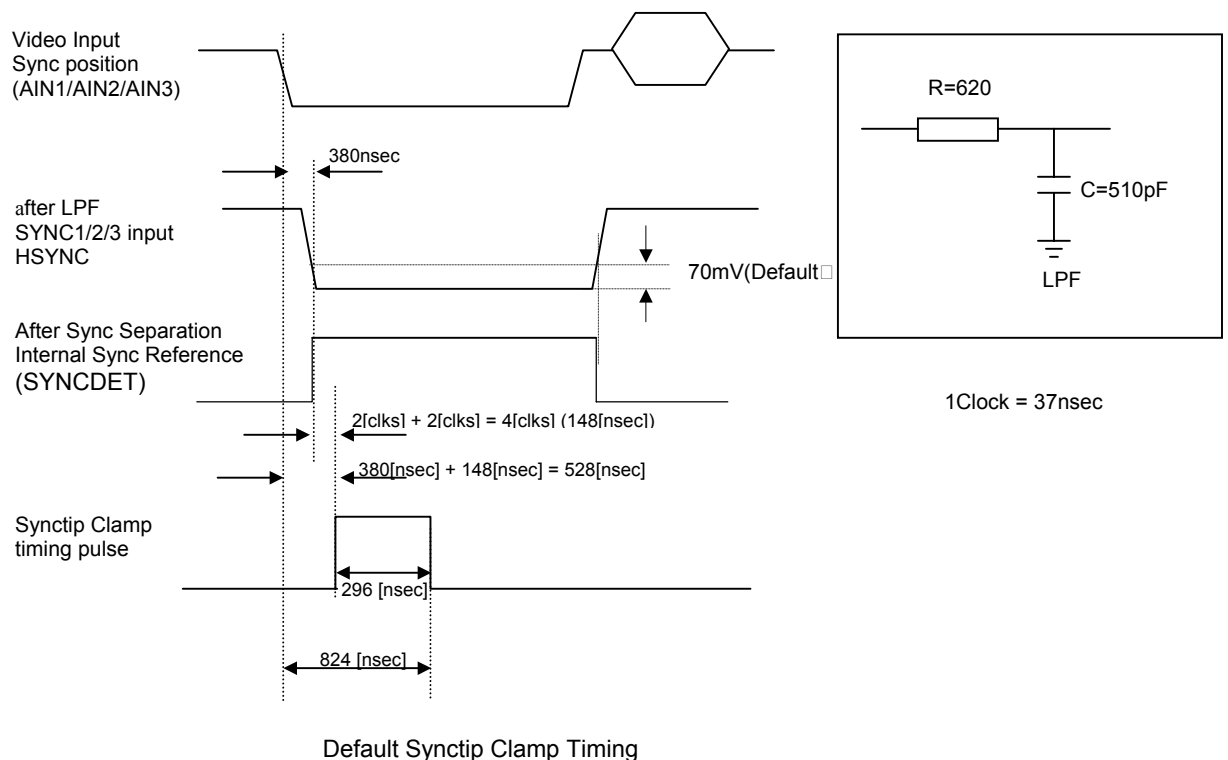 Video Input
Sync position
(AIN1/AIN2/AIN3)
380nsec
after LPF
SYNC1/2/3 input
HSYNC
70mV(Default
After Sync Separation
Internal Sync Reference
(SYNCDET)
2[clks] + 2[clks] = 4[clks] (148[nsec])
380[nsec] + 148[nsec] = 528[nsec]
Synctip Clamp
timing pulse
296 [nsec]
824 [nsec]
R=620
C=510pF
LPF
1Clock = 37nsec
Default Synctip Clamp Timing